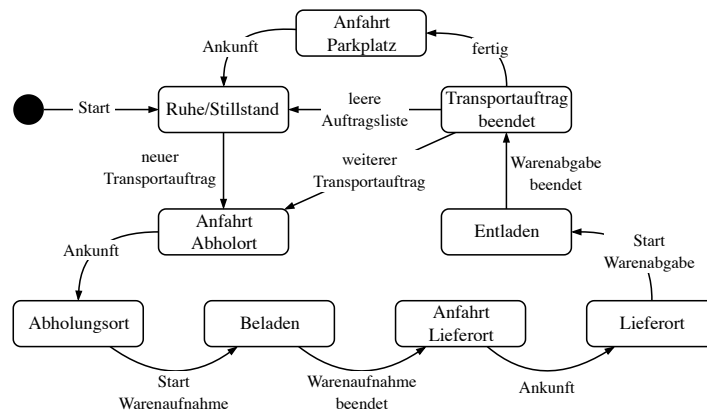 Anfahrt
Parkplatz
Ankunft
fertig
Start
Ruhe/Stillstand
leere
Auftragsliste
Transportauftrag
beendet
neuer
Transportauftrag
weiterer
Transportauftrag
Warenabgabe
beendet
Anfahrt
Abholort
Entladen
Ankunft
Start
Warenabgabe
Abholungsort
Beladen
Anfahrt
Lieferort
Lieferort
Start
Warenaufnahme
Warenaufnahme
beendet
Ankunft